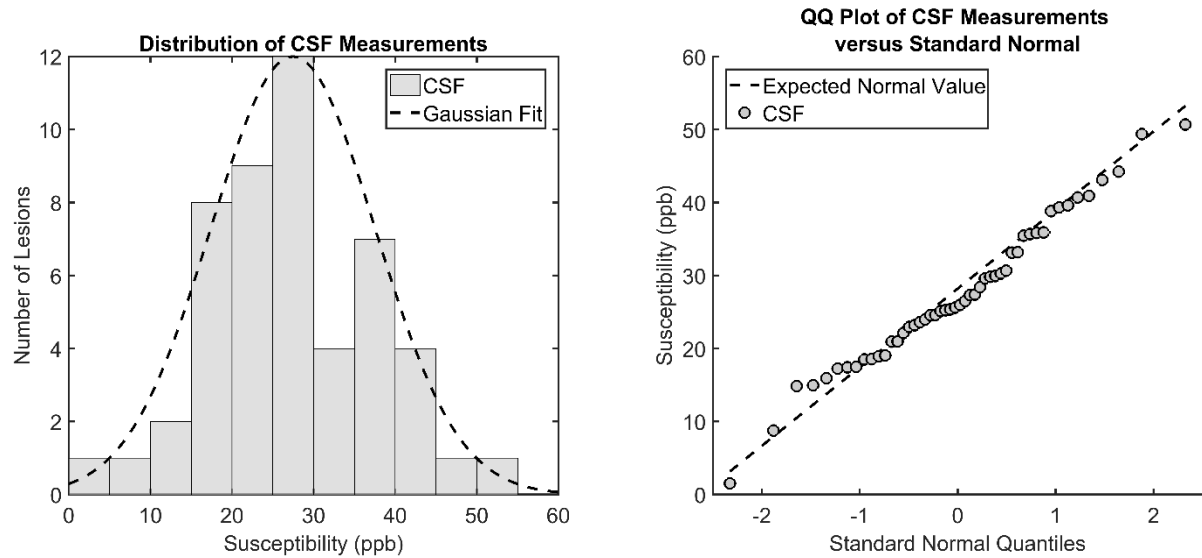 Distribution of CSF Measurements
12
10
8
6
4
2
0
Number of Lesions
CSF
Gaussian Fit
0 10 20 30 40 50 60
Susceptibility (ppb)
QQ Plot of CSF Measurements
versus Standard Normal
60
50
40
30
20
10
0
Susceptibility (ppb)
Expected Normal Value
CSF
-2 -1 0 1 2
Standard Normal Quantiles